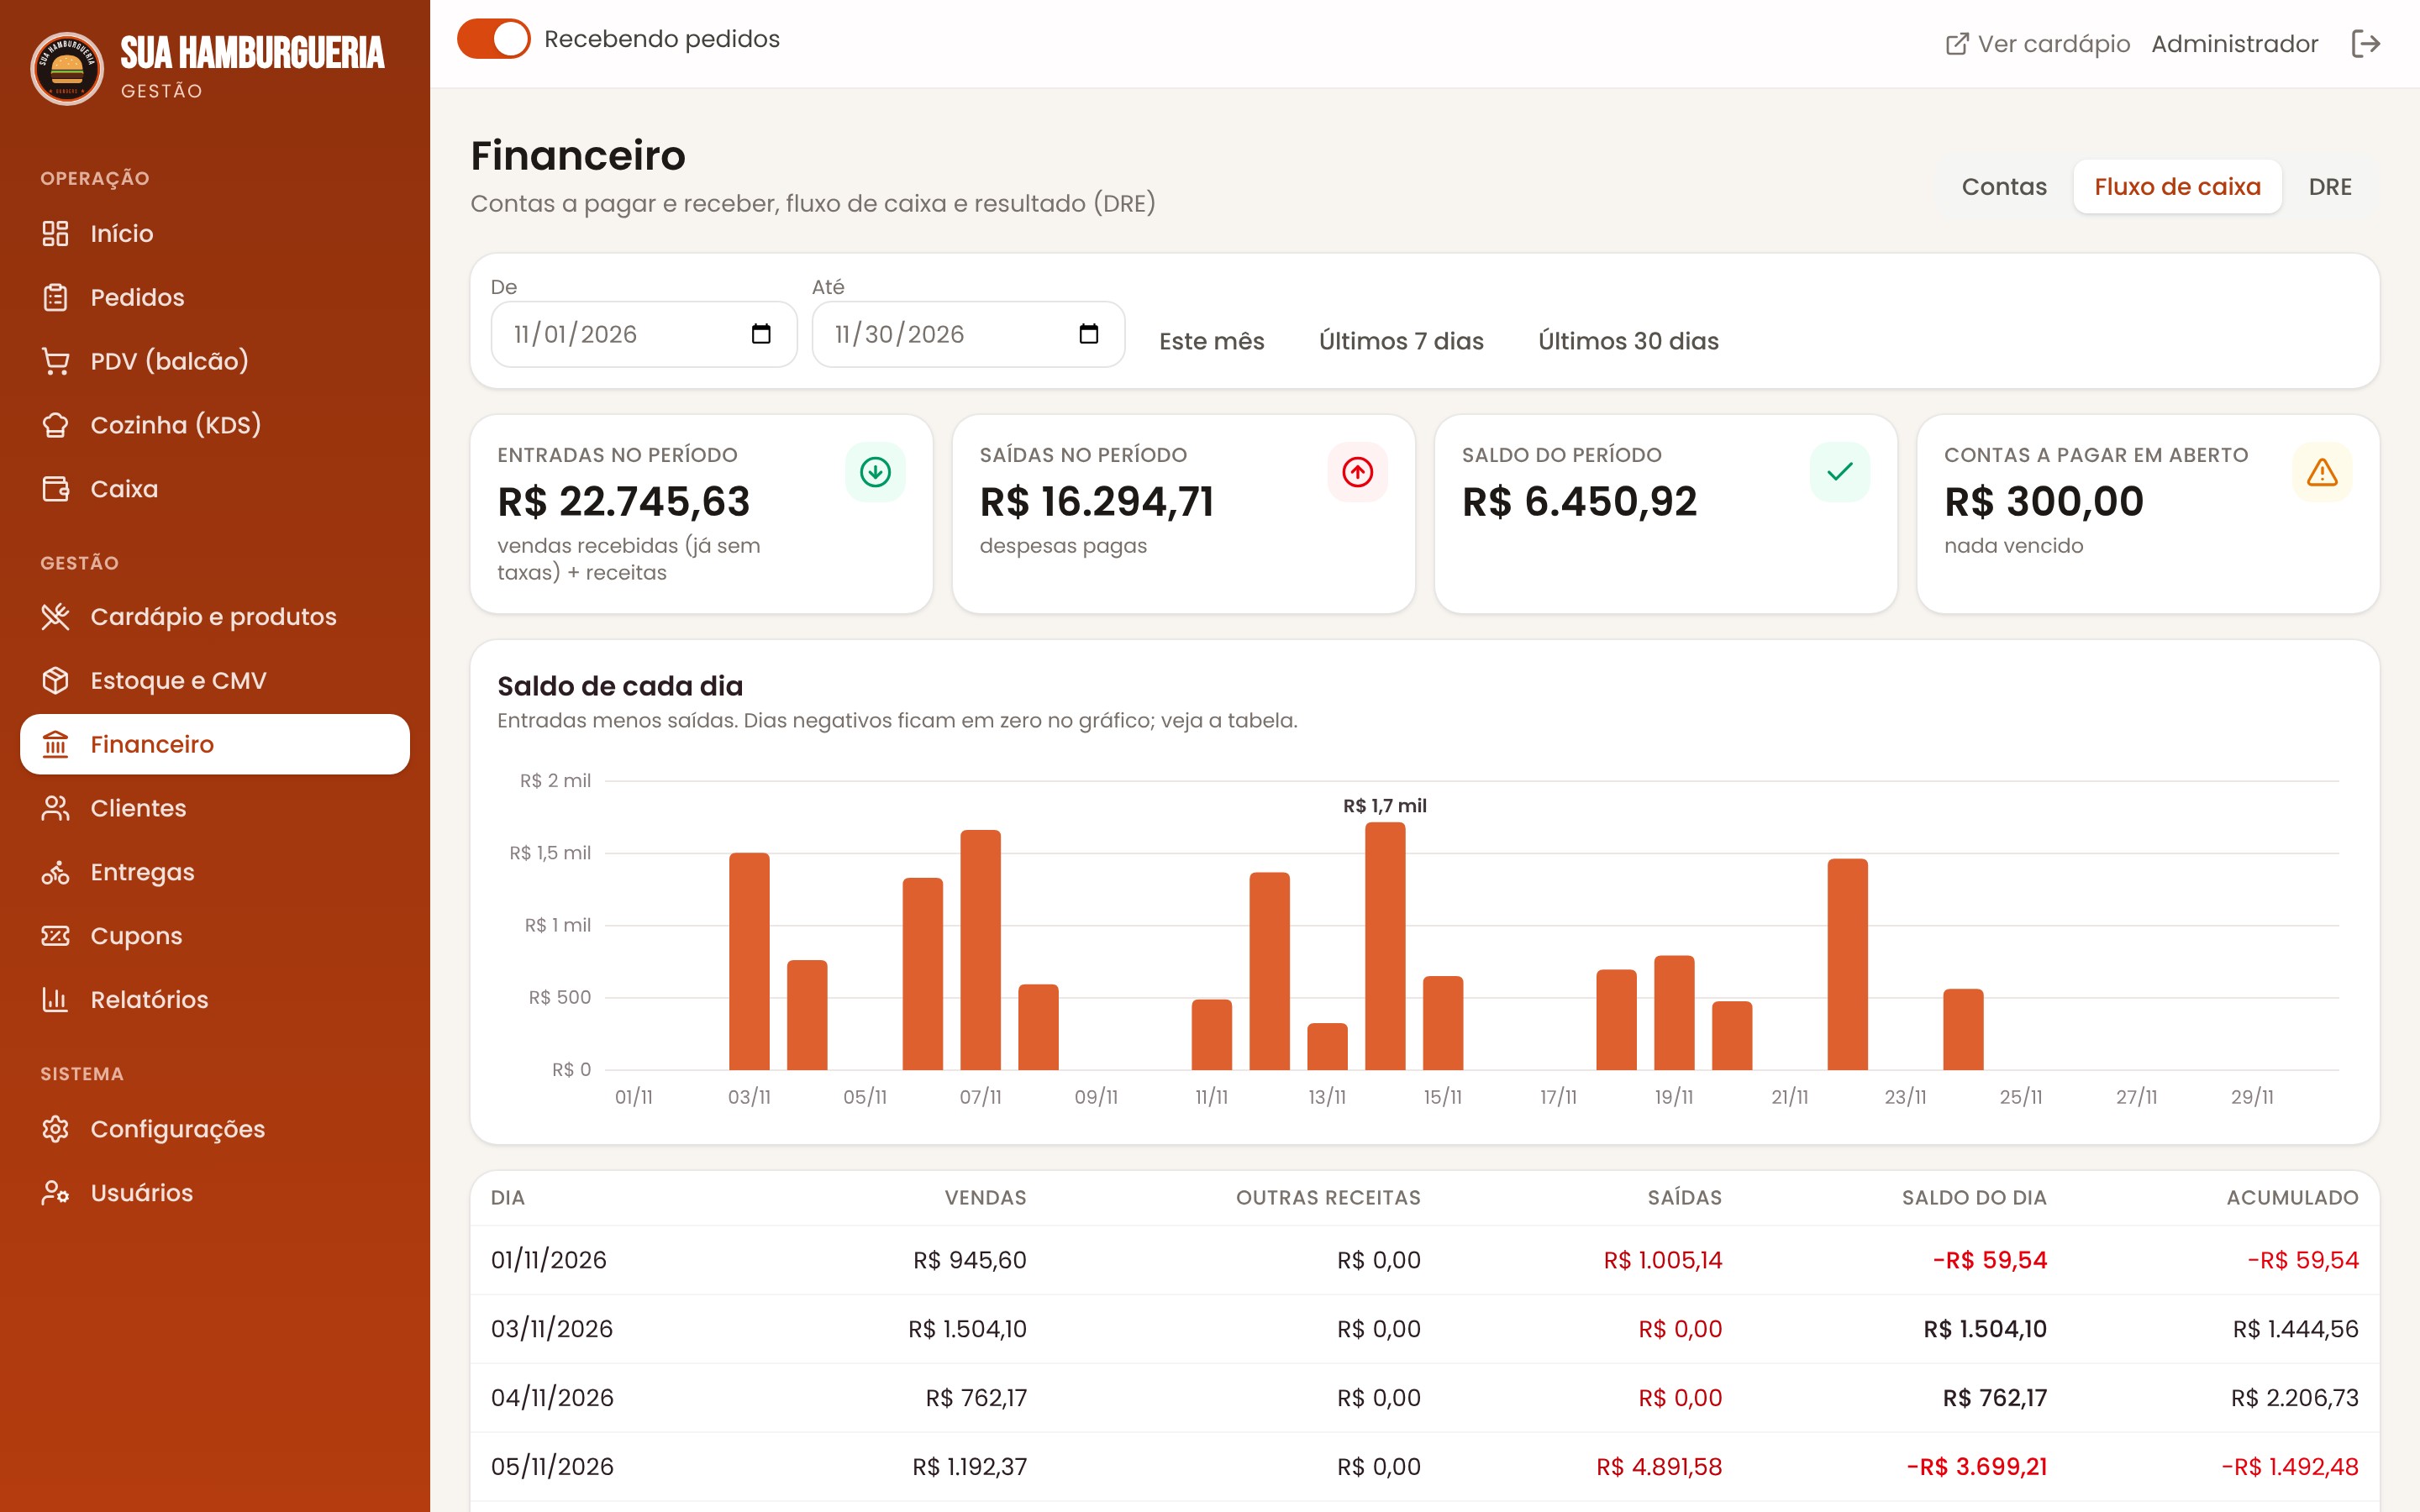 SUA HAMBURGUERIA
SUA HAMBURGUERIA
GESTÃO
OPERAÇÃO
Início
Pedidos
PDV (balcão)
Cozinha (KDS)
Caixa
GESTÃO
Cardápio e produtos
Estoque e CMV
Financeiro
Clientes
Entregas
Cupons
Relatórios
SISTEMA
Configurações
Usuários
Recebendo pedidos
Ver cardápio Administrador
Financeiro
Contas a pagar e receber, fluxo de caixa e resultado (DRE)
Contas Fluxo de caixa DRE
De Até
11/01/2026 11/30/2026 Este mês Últimos 7 dias Últimos 30 dias
ENTRADAS NO PERÍODO
R$ 22.745,63
vendas recebidas (já sem
taxas) + receitas
SAÍDAS NO PERÍODO
R$ 16.294,71
despesas pagas
SALDO DO PERÍODO
R$ 6.450,92
CONTAS A PAGAR EM ABERTO
R$ 300,00
nada vencido
Saldo de cada dia
Entradas menos saídas. Dias negativos ficam em zero no gráfico; veja a tabela.
R$ 2 mil
R$ 1,7 mil
R$ 1,5 mil
R$ 1 mil
R$ 500
R$ 0
01/11 03/11 05/11 07/11 09/11 11/11 13/11 15/11 17/11 19/11 21/11 23/11 25/11 27/11 29/11
DIA VENDAS OUTRAS RECEITAS SAÍDAS SALDO DO DIA ACUMULADO
01/11/2026 R$ 945,60 R$ 0,00 R$ 1.005,14 -R$ 59,54 -R$ 59,54
03/11/2026 R$ 1.504,10 R$ 0,00 R$ 0,00 R$ 1.504,10 R$ 1.444,56
04/11/2026 R$ 762,17 R$ 0,00 R$ 0,00 R$ 762,17 R$ 2.206,73
05/11/2026 R$ 1.192,37 R$ 0,00 R$ 4.891,58 -R$ 3.699,21 -R$ 1.492,48